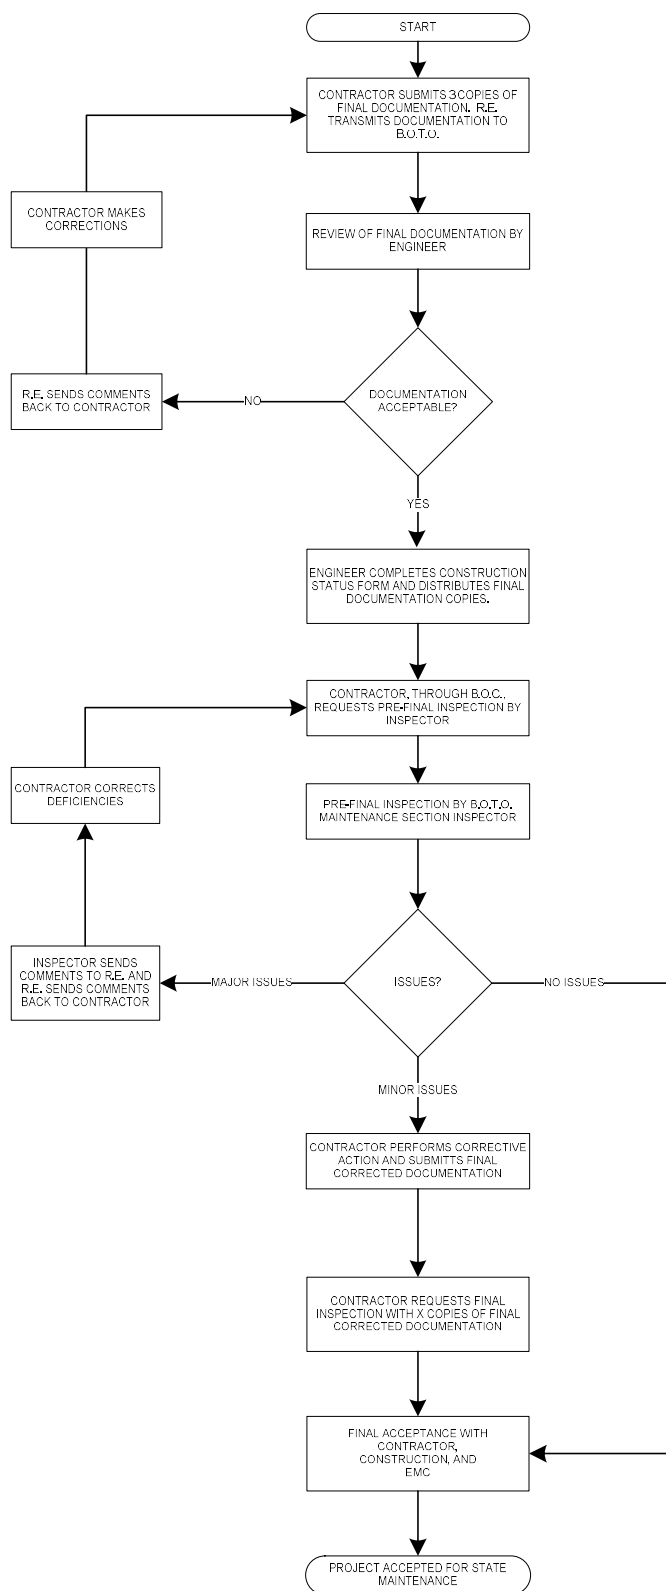 START
CONTRACTOR SUBMITS 3 COPIES OF
FINAL DOCUMENTATION. R.E.
TRANSMITS DOCUMENTATION TO
B.O.T.O.
CONTRACTOR MAKES
CORRECTIONS
REVIEW OF FINAL DOCUMENTATION BY
ENGINEER
R.E. SENDS COMMENTS
BACK TO CONTRACTOR
NO
DOCUMENTATION
ACCEPTABLE?
YES
ENGINEER COMPLETES CONSTRUCTION
STATUS FORM AND DISTRIBUTES FINAL
DOCUMENTATION COPIES.
CONTRACTOR, THROUGH B.O.C.,
REQUESTS PRE-FINAL INSPECTION BY
INSPECTOR
CONTRACTOR CORRECTS
DEFICIENCIES
PRE-FINAL INSPECTION BY B.O.T.O.
MAINTENANCE SECTION INSPECTOR
INSPECTOR SENDS
COMMENTS TO R.E. AND
R.E. SENDS COMMENTS
BACK TO CONTRACTOR
MAJOR ISSUES
ISSUES?
NO ISSUES
MINOR ISSUES
CONTRACTOR PERFORMS CORRECTIVE
ACTION AND SUBMITTS FINAL
CORRECTED DOCUMENTATION
CONTRACTOR REQUESTS FINAL
INSPECTION WITH X COPIES OF FINAL
CORRECTED DOCUMENTATION
FINAL ACCEPTANCE WITH
CONTRACTOR,
CONSTRUCTION, AND
EMC
PROJECT ACCEPTED FOR STATE
MAINTENANCE